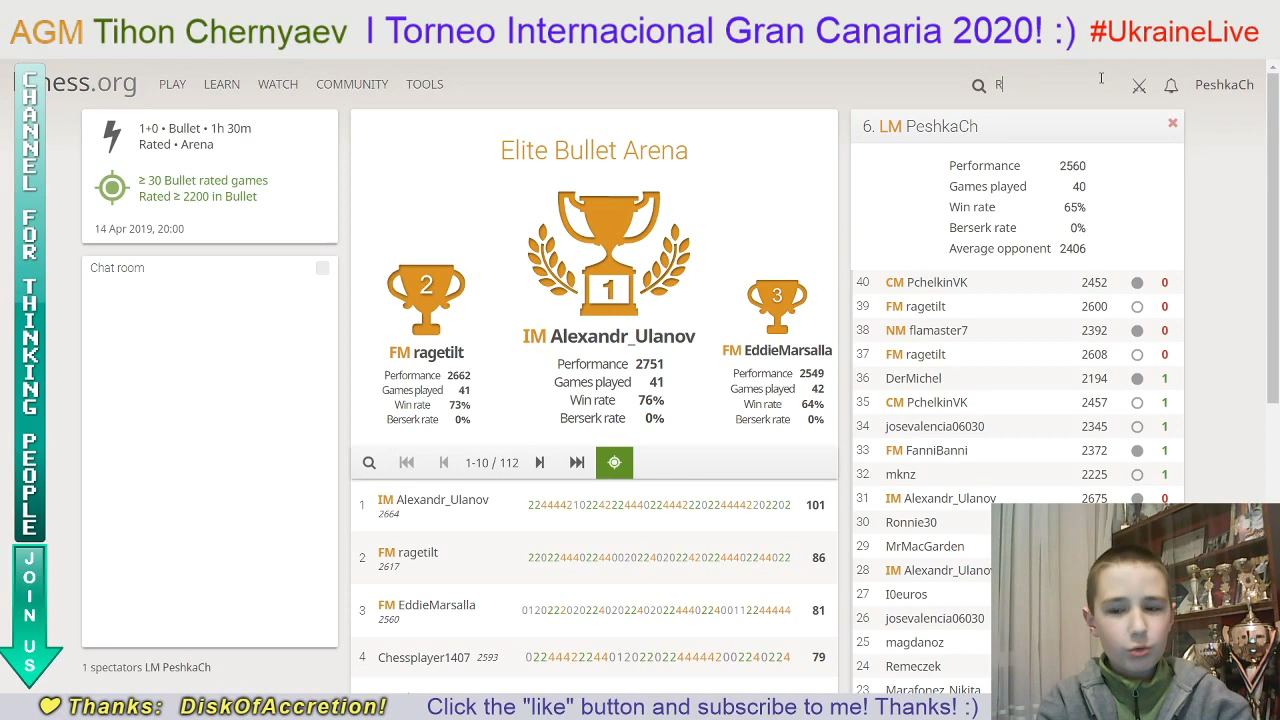 AGM Tihon Chernyaev I Torneo Internacional Gran Canaria 2020! :) #UkraineLive
ess.org PLAY LEARN WATCH COMMUNITY TOOLS R PeshkaCh
CHANNEL FOR THINKING PEOPLE
JOIN US
1+0 • Bullet • 1h 30m
Rated • Arena
≥ 30 Bullet rated games
Rated ≥ 2200 in Bullet
14 Apr 2019, 20:00
Chat room
1 spectators LM PeshkaCh
Elite Bullet Arena
2
FM ragetilt
Performance 2662
Games played 41
Win rate 73%
Berserk rate 0%
1
IM Alexandr_Ulanov
Performance 2751
Games played 41
Win rate 76%
Berserk rate 0%
3
FM EddieMarsalla
Performance 2549
Games played 42
Win rate 64%
Berserk rate 0%
1-10 / 112
1 IM Alexandr_Ulanov 2664 101
2 FM ragetilt 2617 86
3 FM EddieMarsalla 2560 81
4 Chessplayer1407 2593 79
6. LM PeshkaCh
Performance 2560
Games played 40
Win rate 65%
Berserk rate 0%
Average opponent 2406
40 CM PchelkinVK 2452 0
39 FM ragetilt 2600 0
38 NM flamaster7 2392 0
37 FM ragetilt 2608 0
36 DerMichel 2194 1
35 CM PchelkinVK 2457 1
34 josevalencia06030 2345 1
33 FM FanniBanni 2372 1
32 mknz 2225 1
31 IM Alexandr_Ulanov 2675 0
30 Ronnie30
29 MrMacGarden
28 IM Alexandr_Ulanov
27 I0euros
26 josevalencia06030
25 magdanoz
24 Remeczek
23 Marafonez_Nikita
Thanks: DiskOfAccretion! Click the "like" button and subscribe to me! Thanks! :)